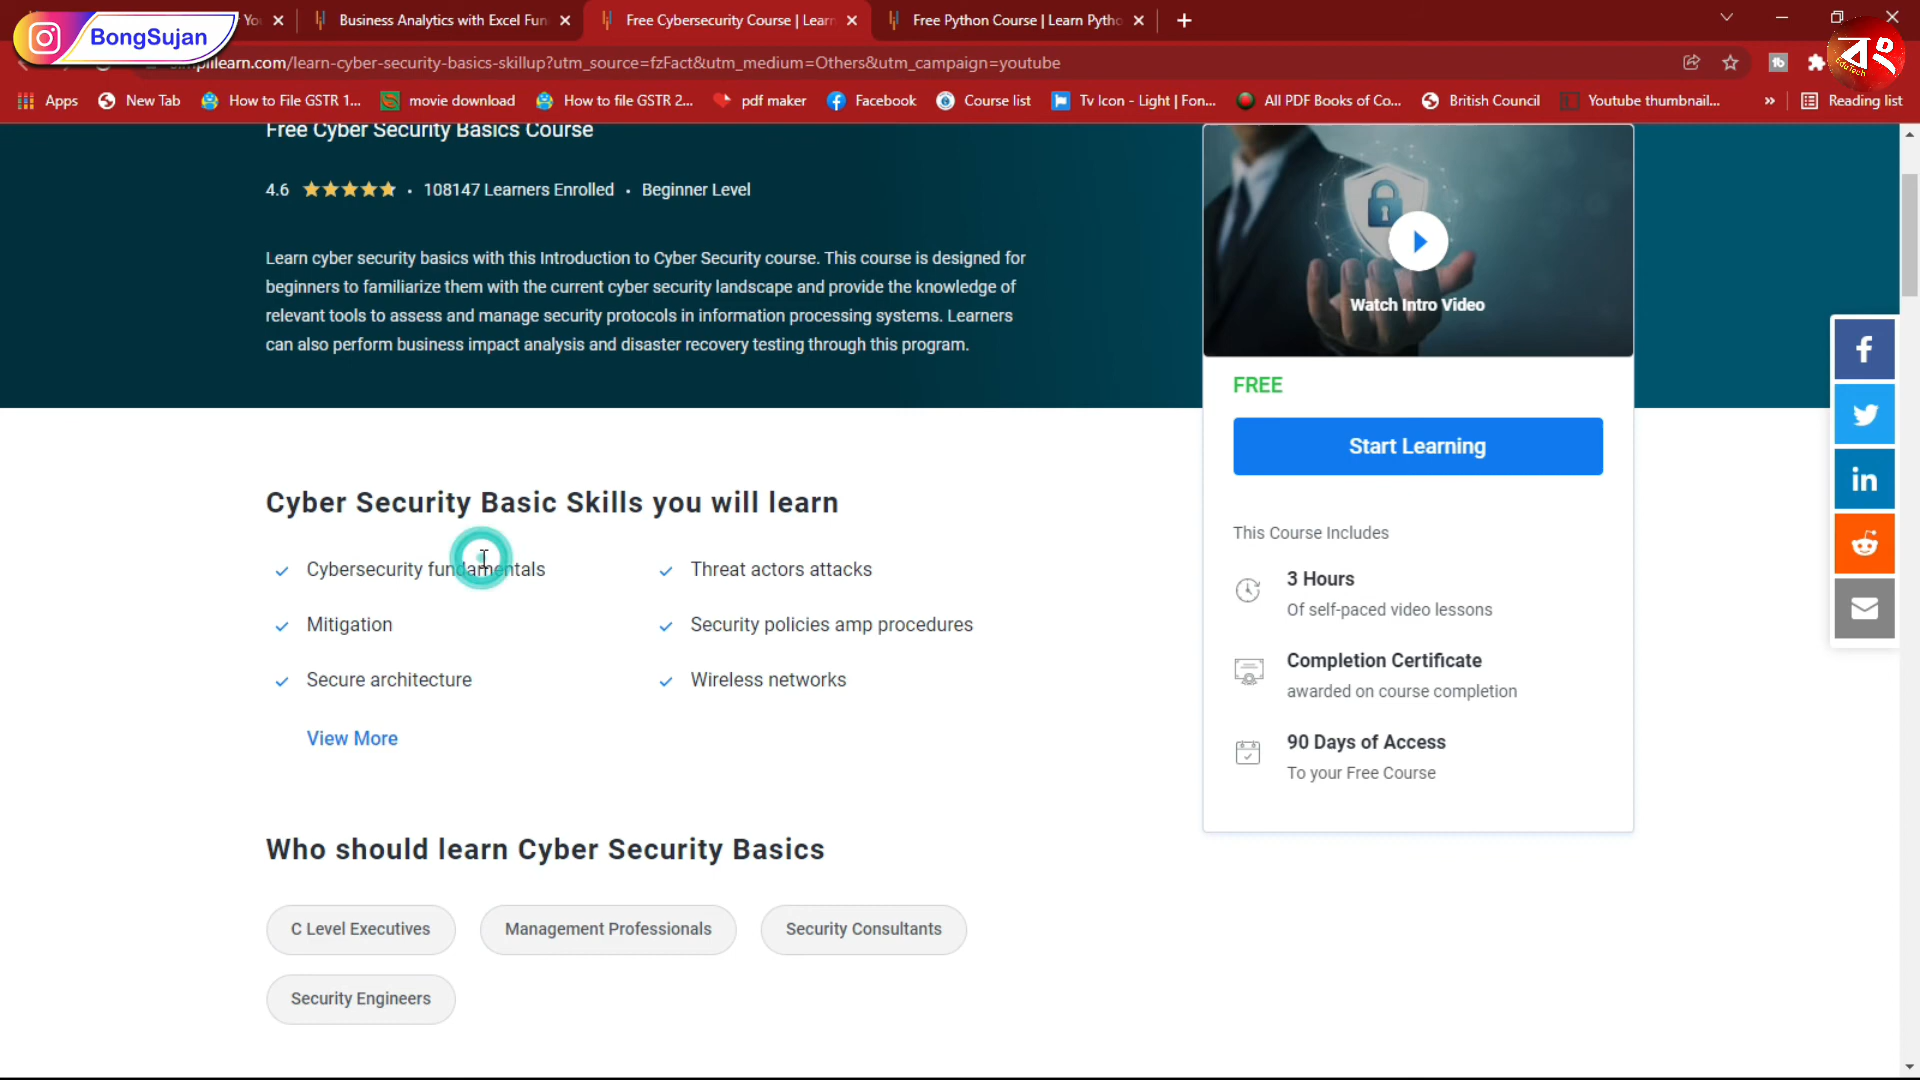 You
Business Analytics with Excel Fun
Free Cybersecurity Course | Learn
Free Python Course | Learn Pytho
BongSujan
simplilearn.com/learn-cyber-security-basics-skillup?utm_source=fzFact&utm_medium=Others&utm_campaign=youtube
EduTech
Apps
New Tab
How to File GSTR 1...
movie download
How to file GSTR 2...
pdf maker
Facebook
Course list
Tv Icon - Light | Fon...
All PDF Books of Co...
British Council
Youtube thumbnail...
»
Reading list
Free Cyber Security Basics Course
4.6 • 108147 Learners Enrolled • Beginner Level
Learn cyber security basics with this Introduction to Cyber Security course. This course is designed for
beginners to familiarize them with the current cyber security landscape and provide the knowledge of
relevant tools to assess and manage security protocols in information processing systems. Learners
can also perform business impact analysis and disaster recovery testing through this program.
Watch Intro Video
FREE
Start Learning
This Course Includes
3 Hours
Of self-paced video lessons
Completion Certificate
awarded on course completion
90 Days of Access
To your Free Course
Cyber Security Basic Skills you will learn
Cybersecurity fundamentals
Threat actors attacks
Mitigation
Security policies amp procedures
Secure architecture
Wireless networks
View More
Who should learn Cyber Security Basics
C Level Executives
Management Professionals
Security Consultants
Security Engineers